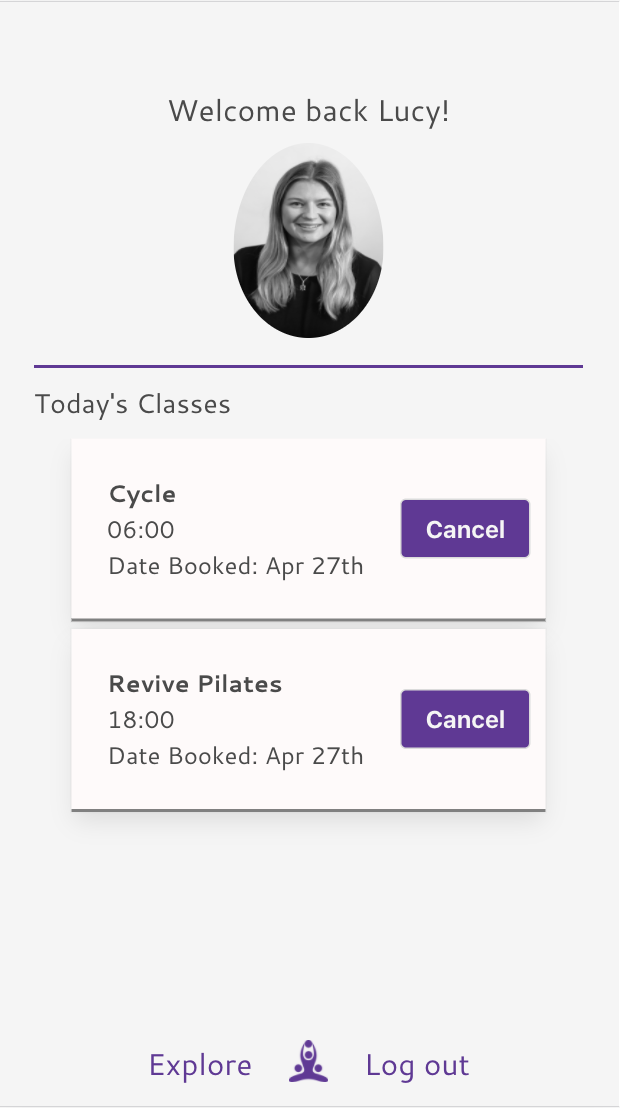 Welcome back Lucy!
Today's Classes
Cycle
06:00
Date Booked: Apr 27th
Cancel
Revive Pilates
18:00
Date Booked: Apr 27th
Cancel
Explore
Log out